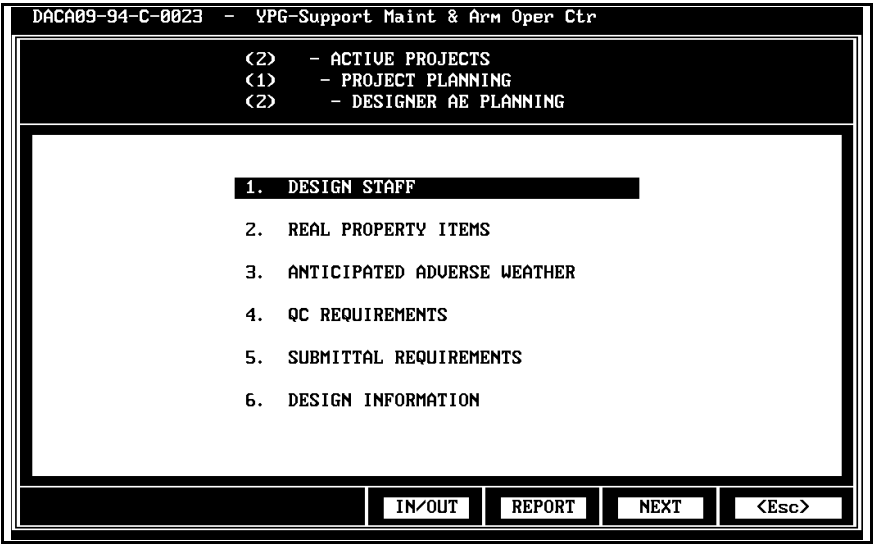 DACA09-94-C-0023 - YPG-Support Maint & Arm Oper Ctr
(2) - ACTIVE PROJECTS
(1) - PROJECT PLANNING
(2) - DESIGNER AE PLANNING
1. DESIGN STAFF
2. REAL PROPERTY ITEMS
3. ANTICIPATED ADVERSE WEATHER
4. QC REQUIREMENTS
5. SUBMITTAL REQUIREMENTS
6. DESIGN INFORMATION
IN/OUT REPORT NEXT <Esc>